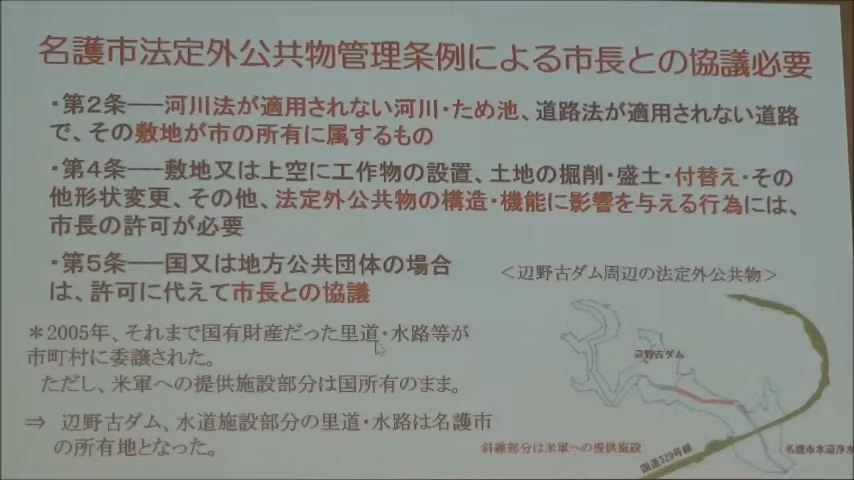 名護市法定外公共物管理条例による市長との協議必要
・第2条──河川法が適用されない河川・ため池、道路法が適用されない道路
で、その敷地が市の所有に属するもの
・第4条──敷地又は上空に工作物の設置、土地の掘削・盛土・付替え・その
他形状変更、その他、法定外公共物の構造・機能に影響を与える行為には、
市長の許可が必要
・第5条──国又は地方公共団体の場合
は、許可に代えて市長との協議
<辺野古ダム周辺の法定外公共物>
＊2005年、それまで国有財産だった里道・水路等が
市町村に委譲された。
ただし、米軍への提供施設部分は国所有のまま。
⇒ 辺野古ダム、水道施設部分の里道・水路は名護市
の所有地となった。
辺野古ダム
斜線部分は米軍への提供施設
国道329号線
名護市水道浄水